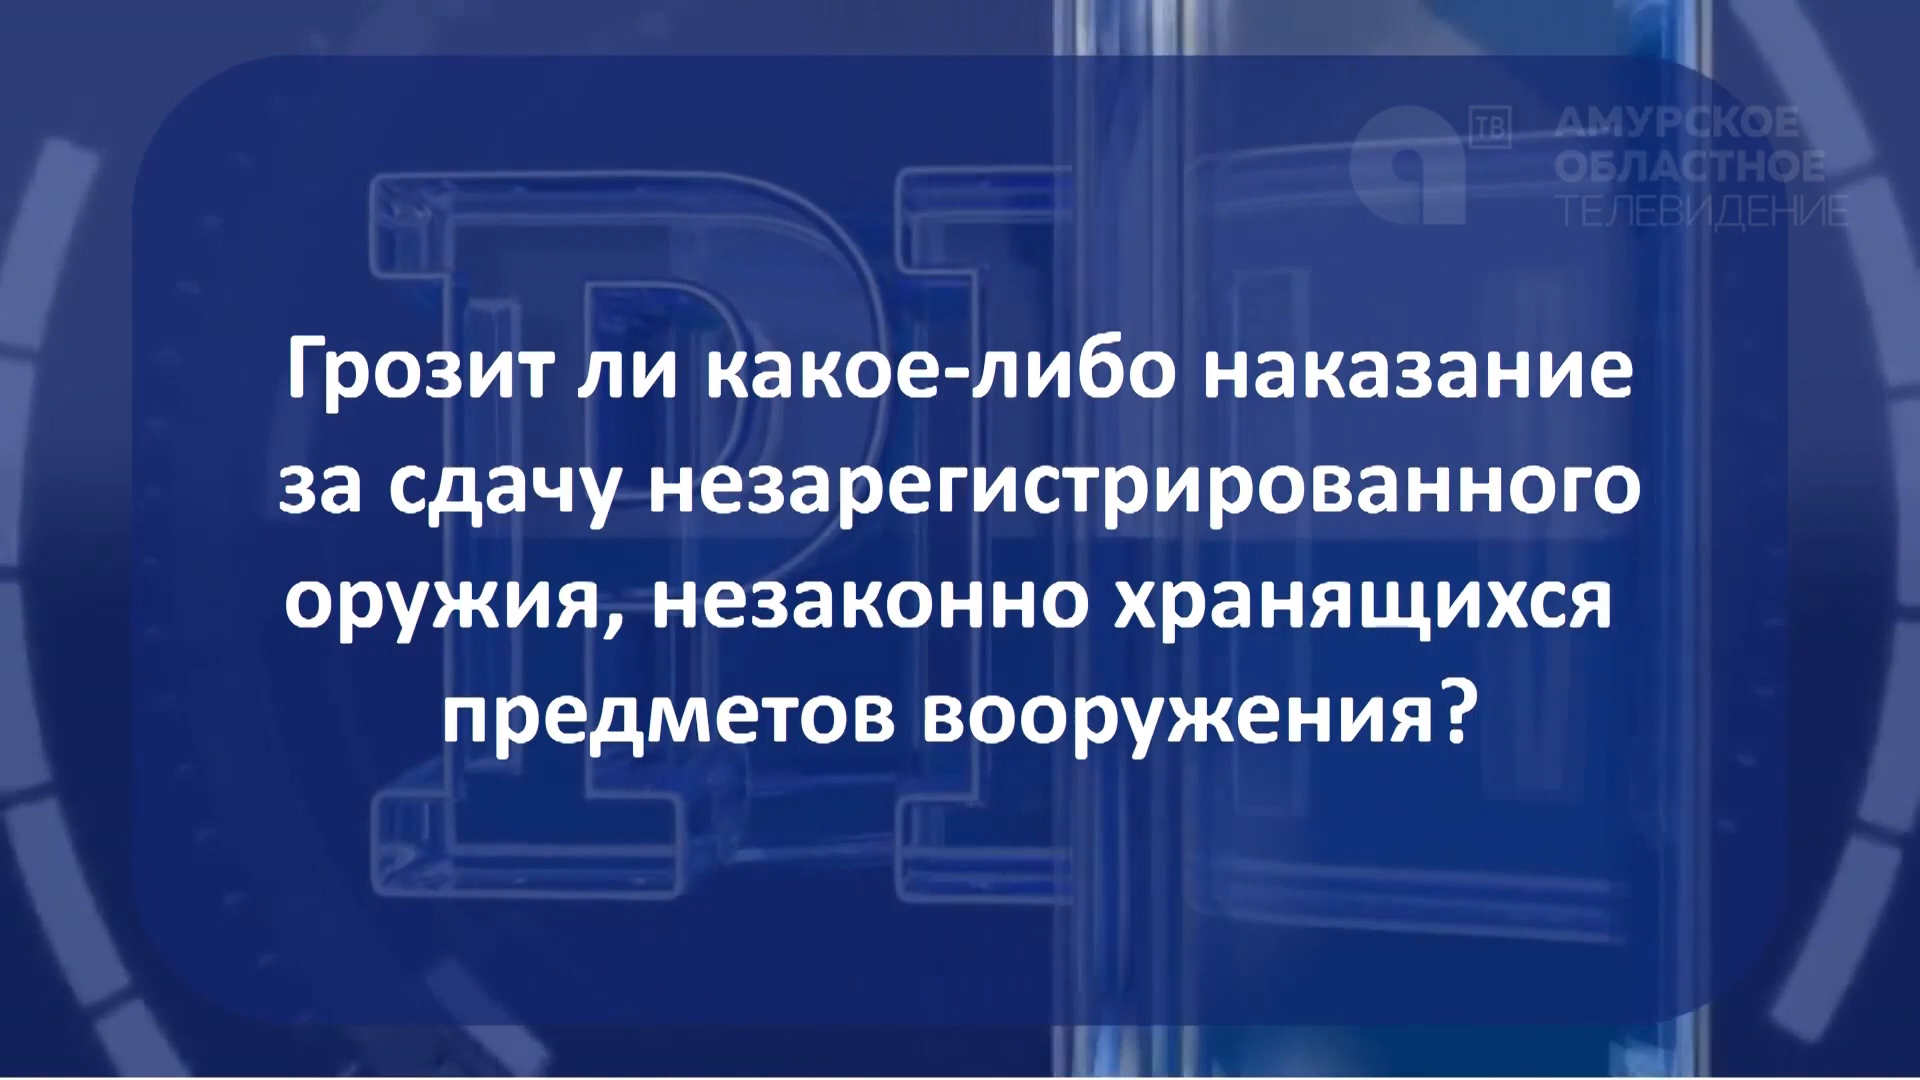 ТВ
АМУРСКОЕ
ОБЛАСТНОЕ
ТЕЛЕВИДЕНИЕ
Грозит ли какое-либо наказание
за сдачу незарегистрированного
оружия, незаконно хранящихся
предметов вооружения?